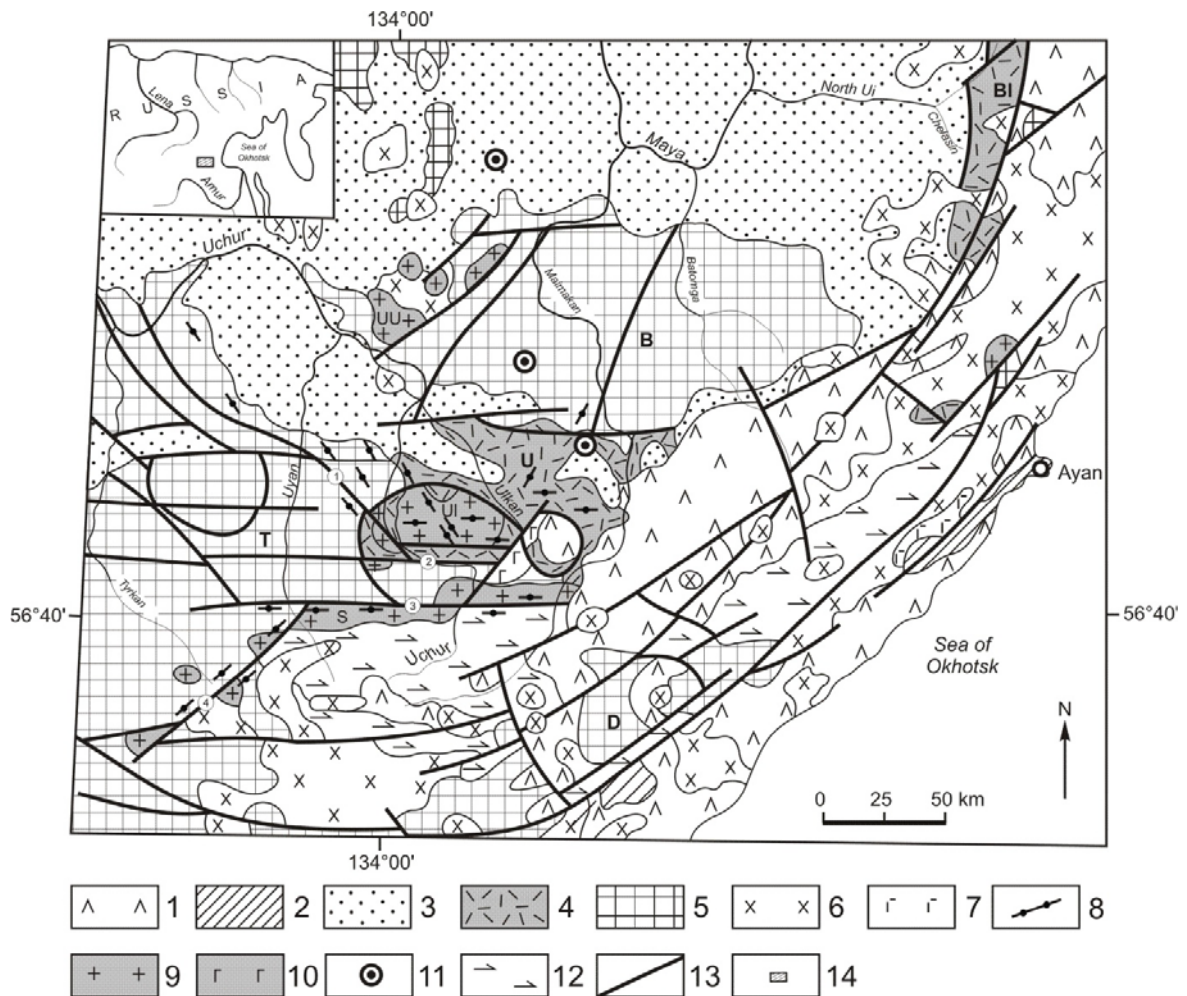 134°00'
R U S S I A
Lena
Sea of
Okhotsk
Amur
North Ui
BI
Chelasin
Maya
Uchur
Batomga
Maimakan
UU
B
U
Ulkan
Ayan
1
UI
Uyan
T
2
Tyrkan
56°40'
3
56°40'
S
Uchur
Sea of
Okhotsk
4
N
D
0 25 50 km
134°00'
1 2 3 4 5 6 7 8
9 10 11 12 13 14